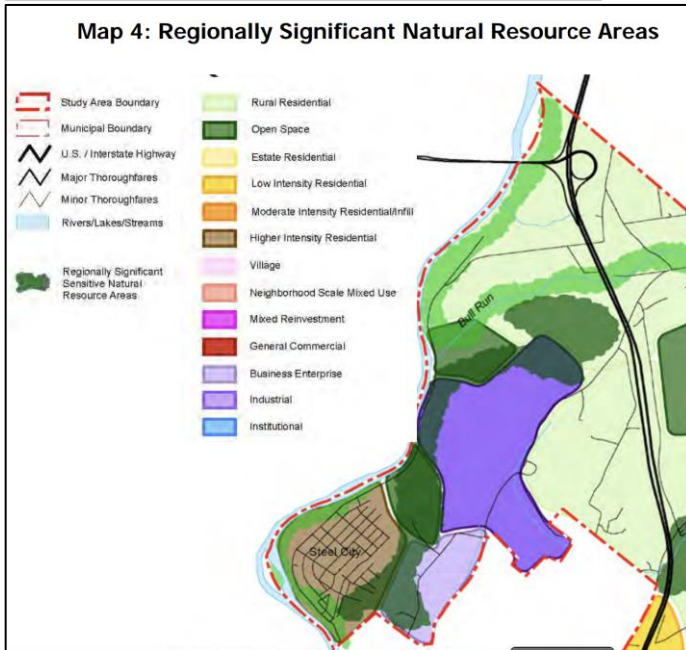 Map 4: Regionally Significant Natural Resource Areas
Study Area Boundary
Municipal Boundary
U.S. / Interstate Highway
Major Thoroughfares
Minor Thoroughfares
Rivers/Lakes/Streams
Regionally Significant
Sensitive Natural
Resource Areas
Rural Residential
Open Space
Estate Residential
Low Intensity Residential
Moderate Intensity Residential/Infill
Higher Intensity Residential
Village
Neighborhood Scale Mixed Use
Mixed Reinvestment
General Commercial
Business Enterprise
Industrial
Institutional
Bull Run
Steel City